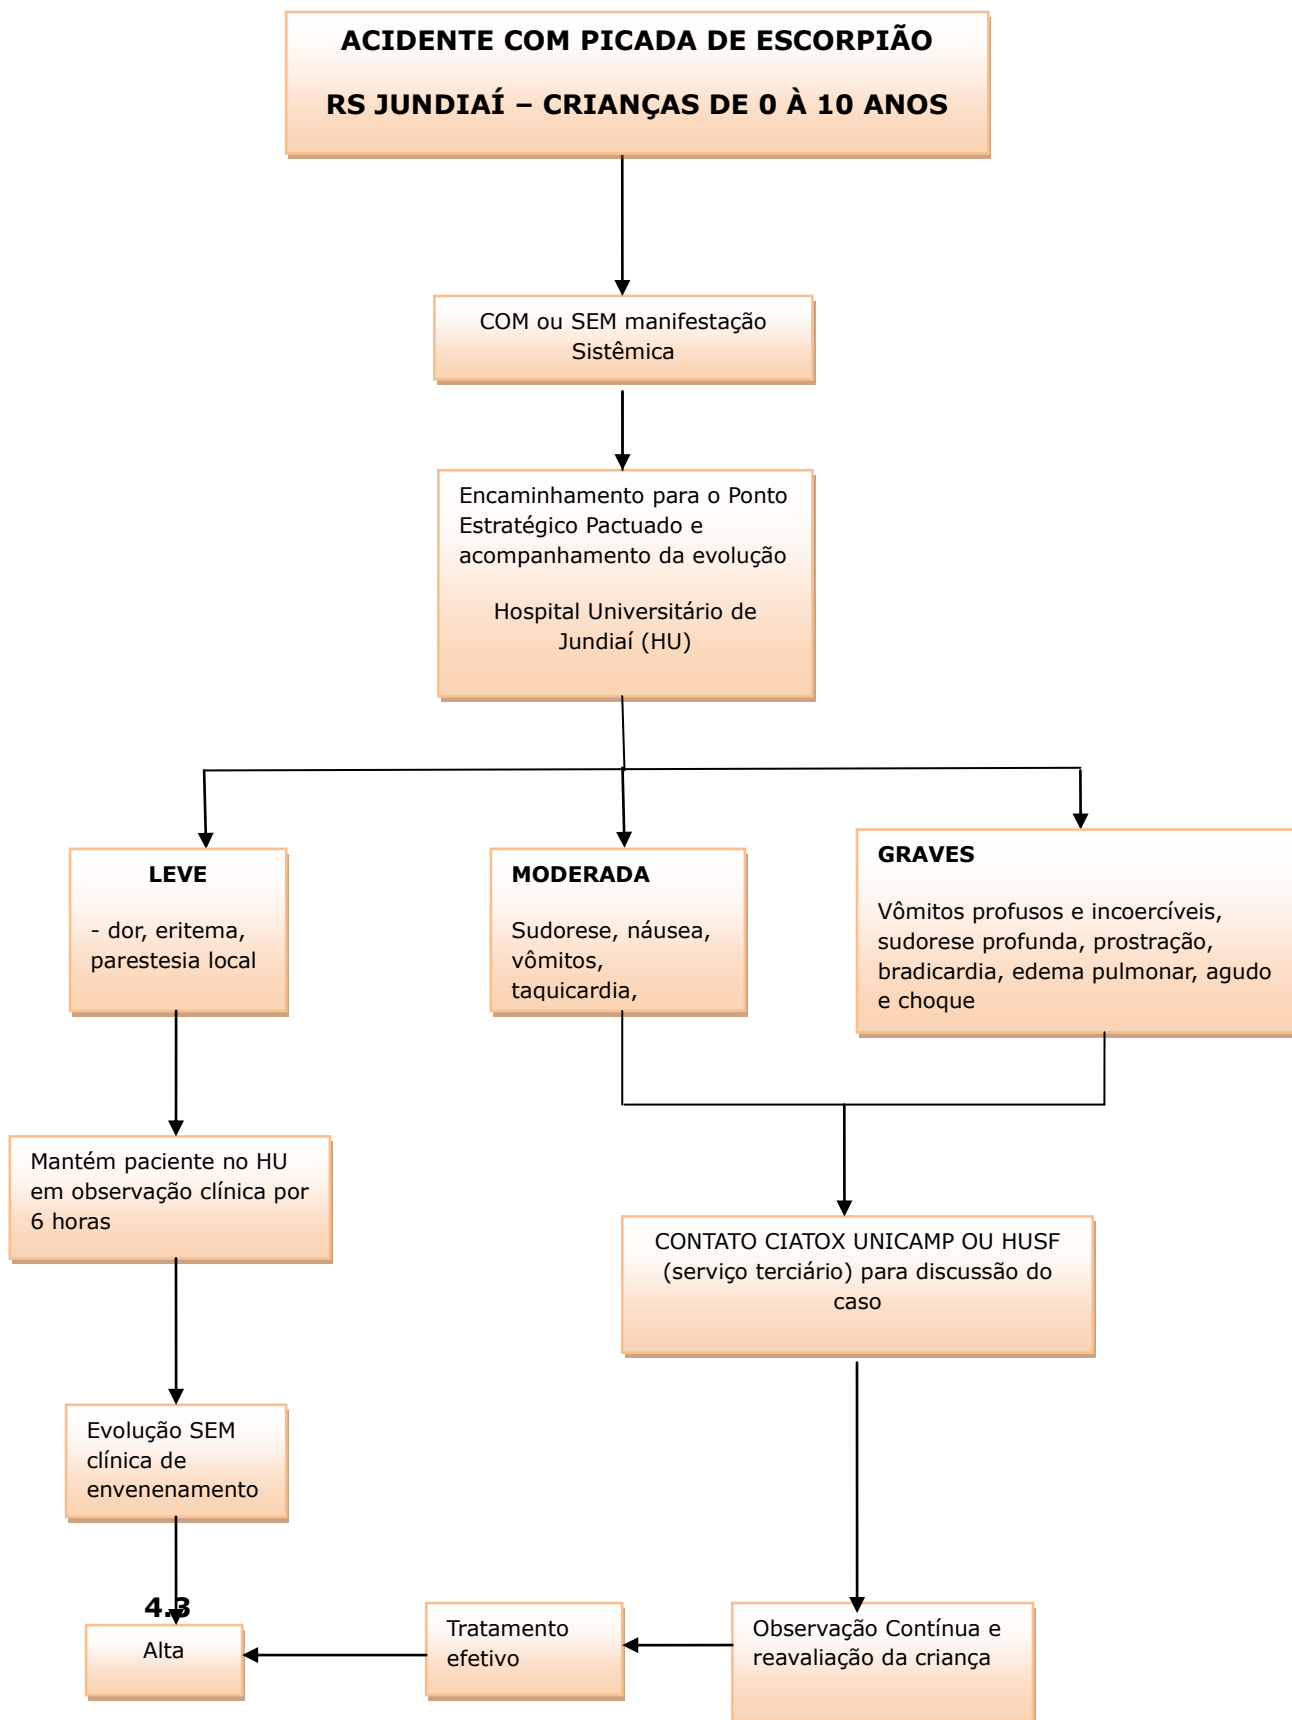 ACIDENTE COM PICADA DE ESCORPIÃO
RS JUNDIAÍ – CRIANÇAS DE 0 À 10 ANOS
COM ou SEM manifestação
Sistêmica
Encaminhamento para o Ponto
Estratégico Pactuado e
acompanhamento da evolução
Hospital Universitário de
Jundiaí (HU)
LEVE
- dor, eritema,
parestesia local
MODERADA
Sudorese, náusea,
vômitos,
taquicardia,
GRAVES
Vômitos profusos e incoercíveis,
sudorese profunda, prostração,
bradicardia, edema pulmonar, agudo
e choque
Mantém paciente no HU
em observação clínica por
6 horas
CONTATO CIATOX UNICAMP OU HUSF
(serviço terciário) para discussão do
caso
Evolução SEM
clínica de
envenenamento
4.3
Alta
Tratamento
efetivo
Observação Contínua e
reavaliação da criança